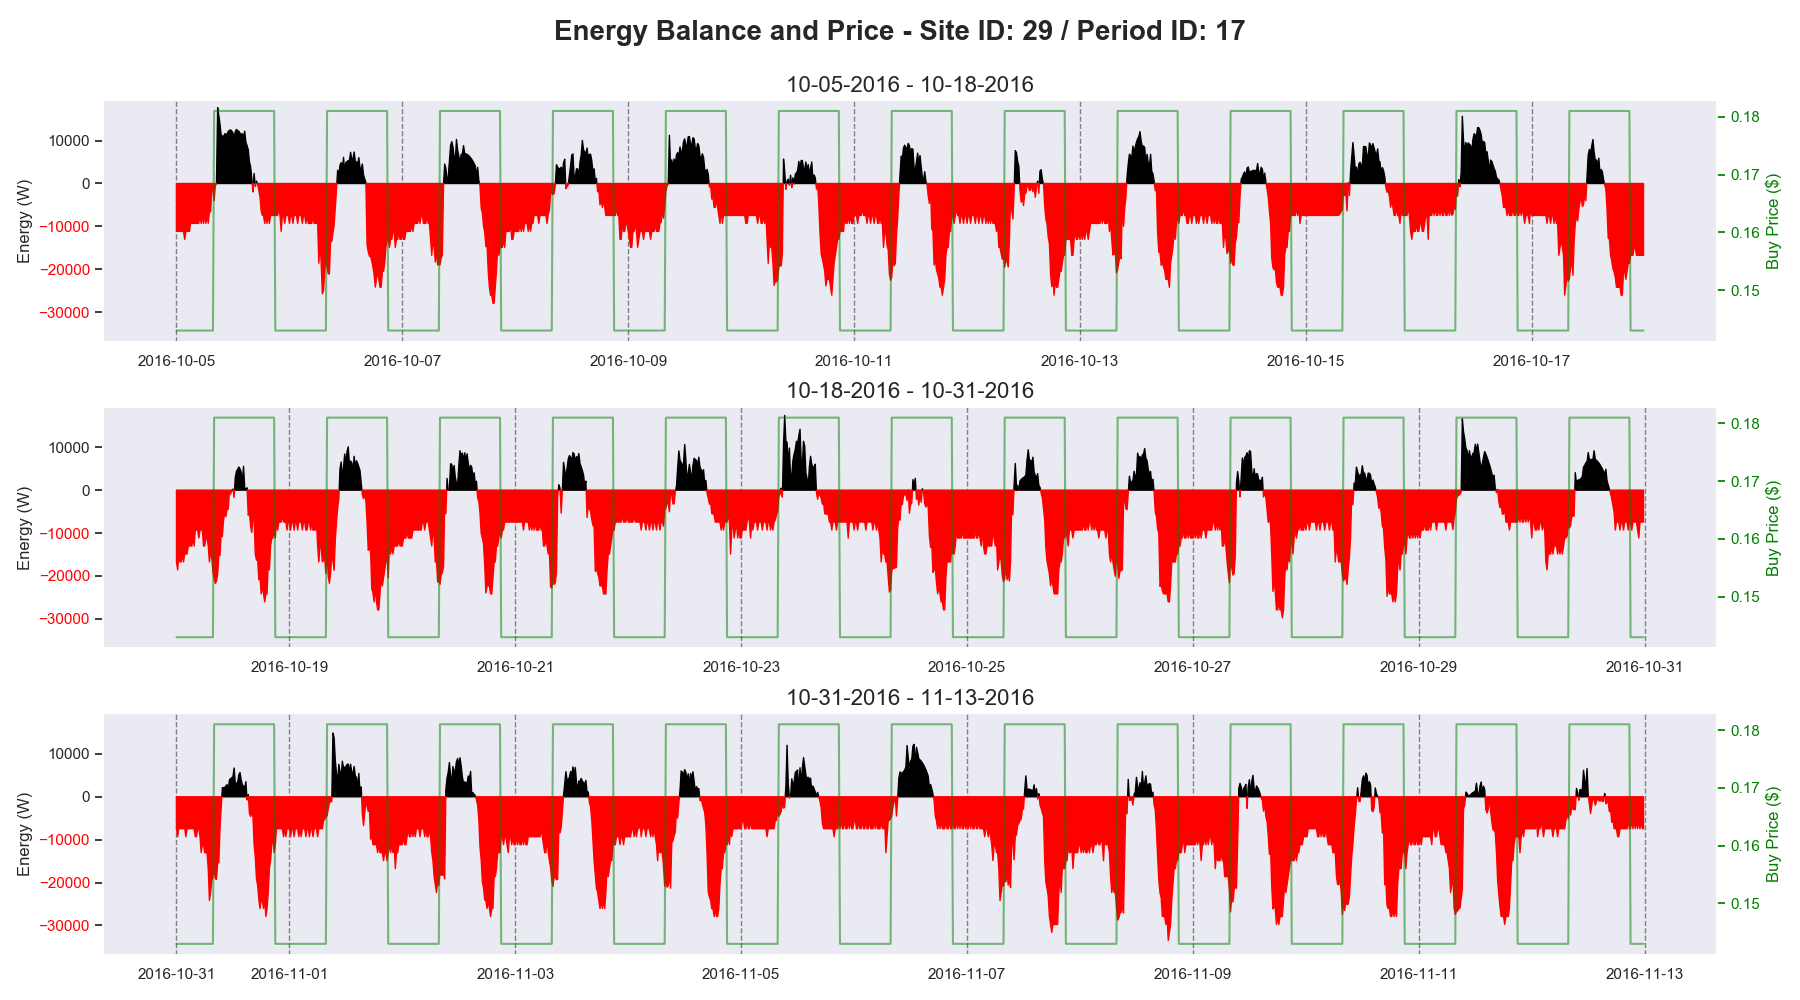 Energy Balance and Price - Site ID: 29 / Period ID: 17
10-05-2016 - 10-18-2016
Energy (W)
10000
0
−10000
−20000
−30000
0.18
0.17
0.16
0.15
Buy Price ($)
2016-10-05 2016-10-07 2016-10-09 2016-10-11 2016-10-13 2016-10-15 2016-10-17
10-18-2016 - 10-31-2016
Energy (W)
10000
0
−10000
−20000
−30000
0.18
0.17
0.16
0.15
Buy Price ($)
2016-10-19 2016-10-21 2016-10-23 2016-10-25 2016-10-27 2016-10-29 2016-10-31
10-31-2016 - 11-13-2016
Energy (W)
10000
0
−10000
−20000
−30000
0.18
0.17
0.16
0.15
Buy Price ($)
2016-10-31 2016-11-01 2016-11-03 2016-11-05 2016-11-07 2016-11-09 2016-11-11 2016-11-13